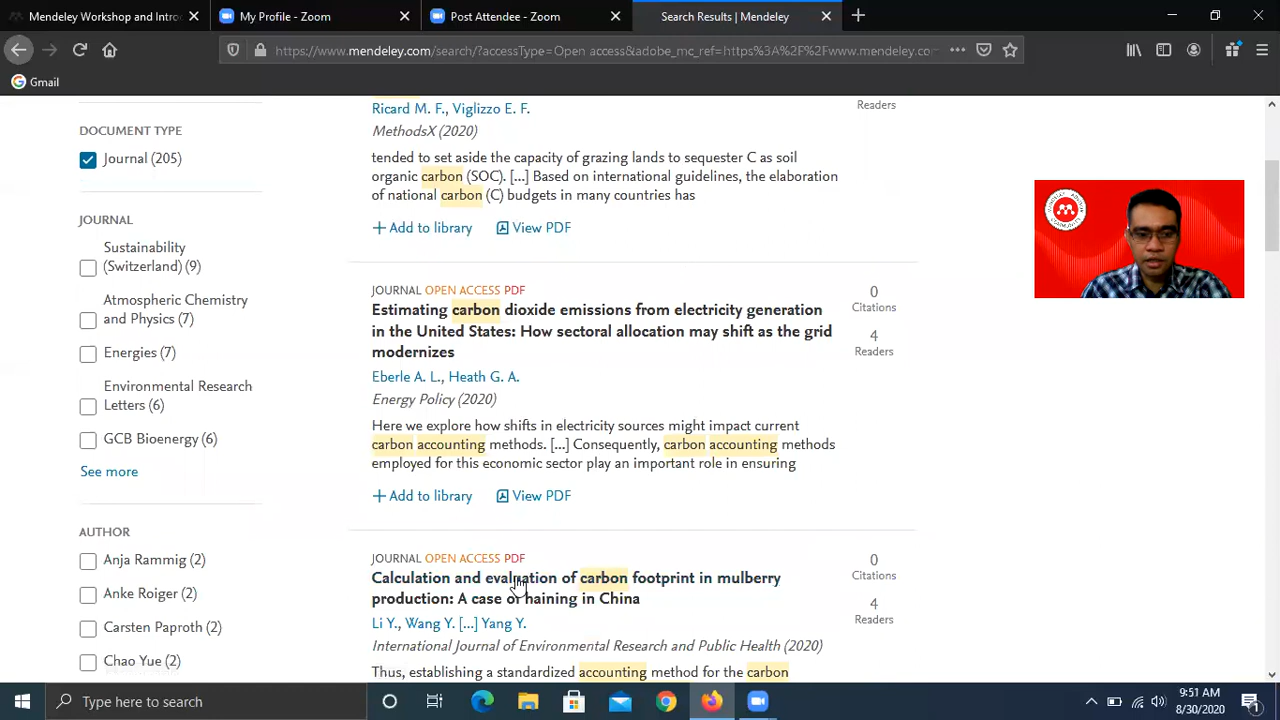 Mendeley Workshop and Intro
My Profile - Zoom
Post Attendee - Zoom
Search Results | Mendeley
https://www.mendeley.com/search/?accessType=Open access&adobe_mc_ref=https%3A%2F%2Fwww.mendeley.co
Gmail
DOCUMENT TYPE
Journal (205)
JOURNAL
Sustainability
(Switzerland) (9)
Atmospheric Chemistry
and Physics (7)
Energies (7)
Environmental Research
Letters (6)
GCB Bioenergy (6)
See more
AUTHOR
Anja Rammig (2)
Anke Roiger (2)
Carsten Paproth (2)
Chao Yue (2)
Ricard M. F., Viglizzo E. F.
Readers
MethodsX (2020)
tended to set aside the capacity of grazing lands to sequester C as soil
organic carbon (SOC). [...] Based on international guidelines, the elaboration
of national carbon (C) budgets in many countries has
Add to library View PDF
JOURNAL OPEN ACCESS PDF
Estimating carbon dioxide emissions from electricity generation
in the United States: How sectoral allocation may shift as the grid
modernizes
0
Citations
4
Readers
Eberle A. L., Heath G. A.
Energy Policy (2020)
Here we explore how shifts in electricity sources might impact current
carbon accounting methods. [...] Consequently, carbon accounting methods
employed for this economic sector play an important role in ensuring
Add to library View PDF
JOURNAL OPEN ACCESS PDF
Calculation and evaluation of carbon footprint in mulberry
production: A case of haining in China
0
Citations
4
Readers
Li Y., Wang Y. [...] Yang Y.
International Journal of Environmental Research and Public Health (2020)
Thus, establishing a standardized accounting method for the carbon
Type here to search
9:51 AM
8/30/2020
1